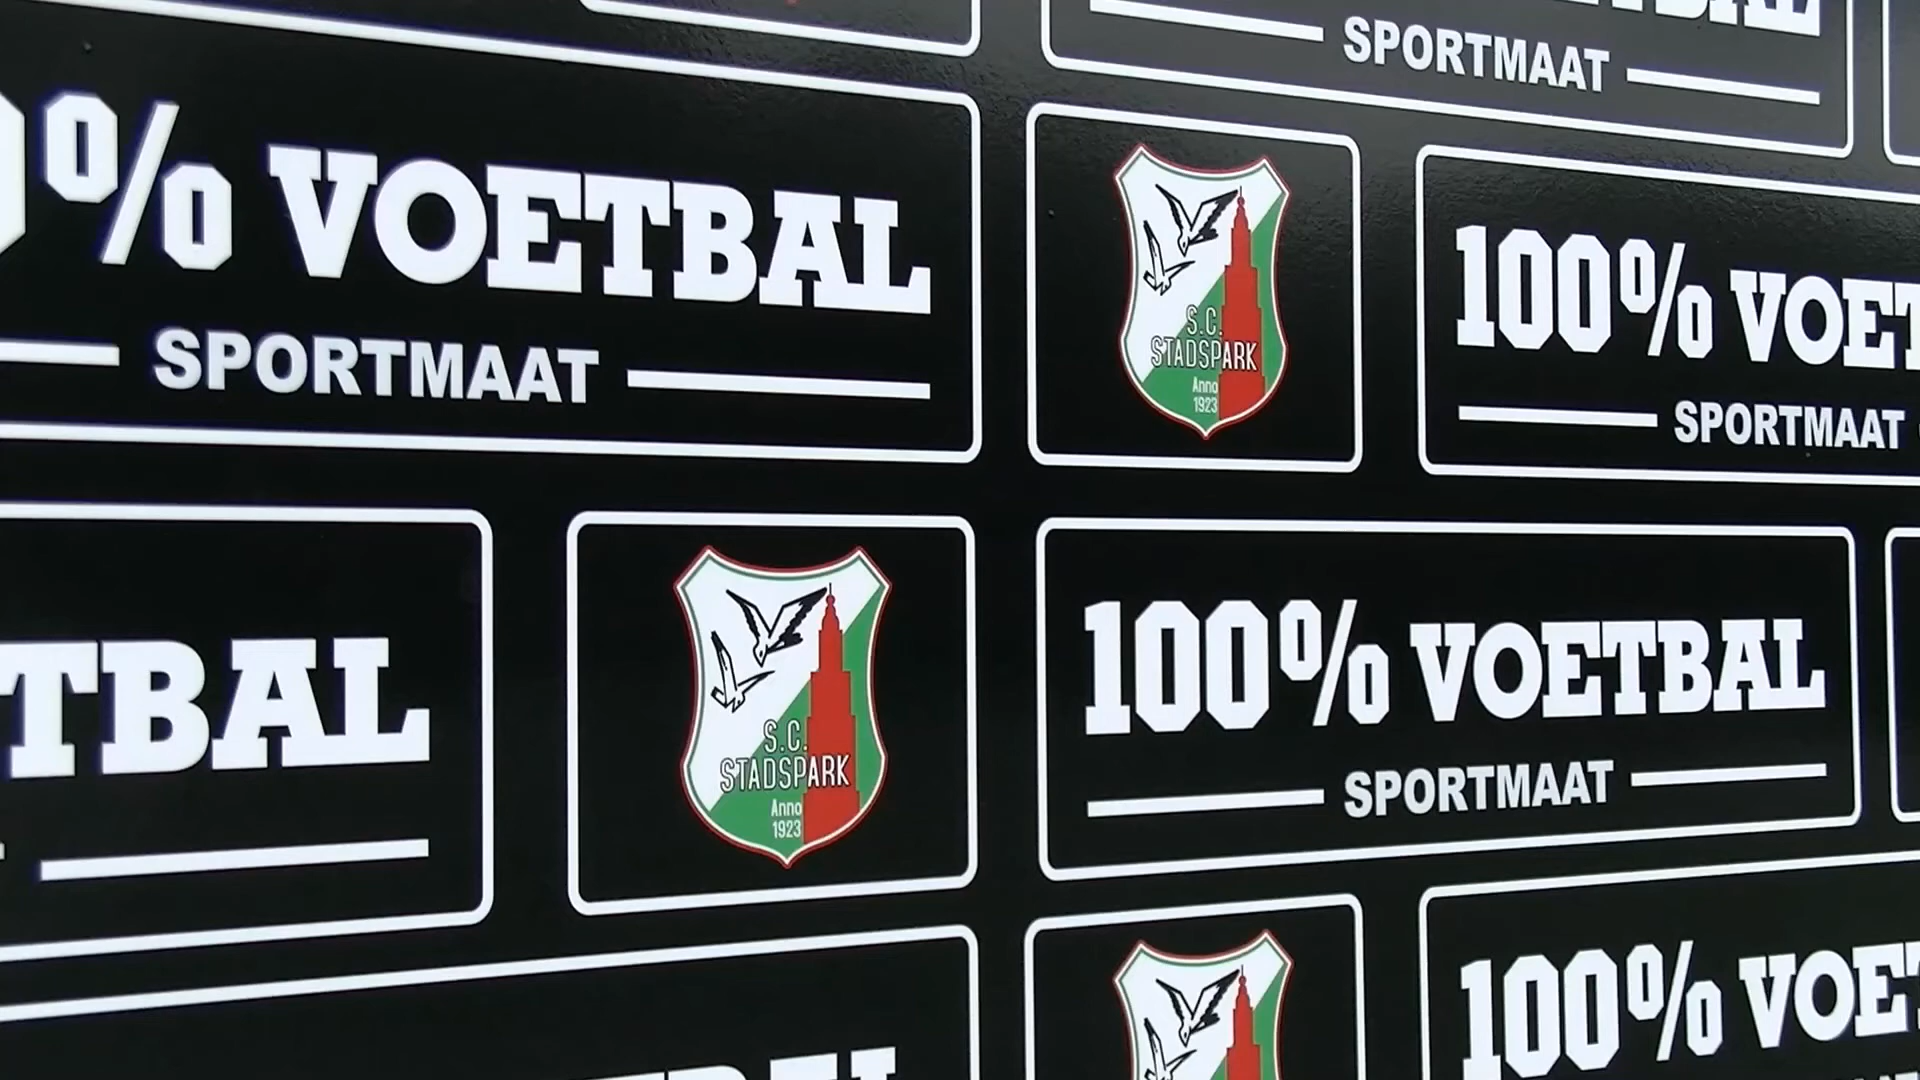 SPORTMAAT
0% VOETBAL
SPORTMAAT
S.C.
STADSPARK
Anno
1923
100% VOET
SPORTMAAT
TBAL
S.C.
STADSPARK
Anno
1923
100% VOETBAL
SPORTMAAT
100% VOET